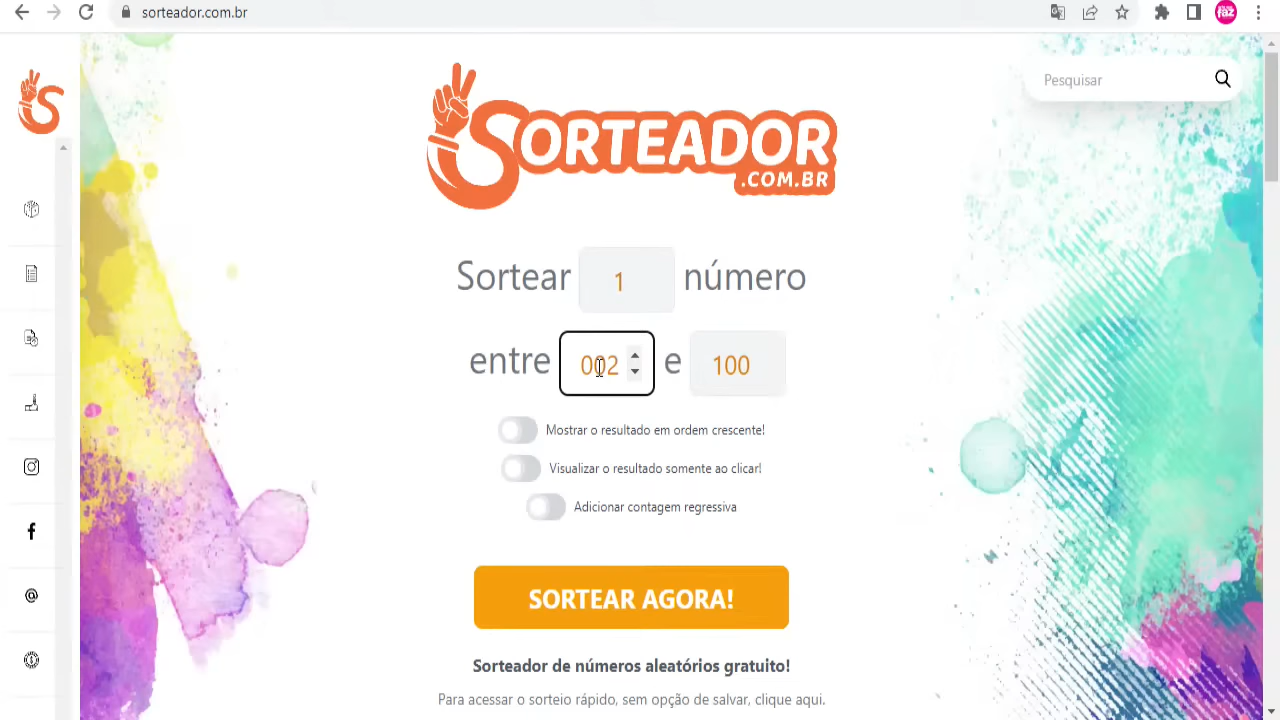 sorteador.com.br
faz
Pesquisar
SORTEADOR
.COM.BR
Sortear 1 número
entre 002 e 100
Mostrar o resultado em ordem crescente!
Visualizar o resultado somente ao clicar!
Adicionar contagem regressiva
SORTEAR AGORA!
Sorteador de números aleatórios gratuito!
Para acessar o sorteio rápido, sem opção de salvar, clique aqui.